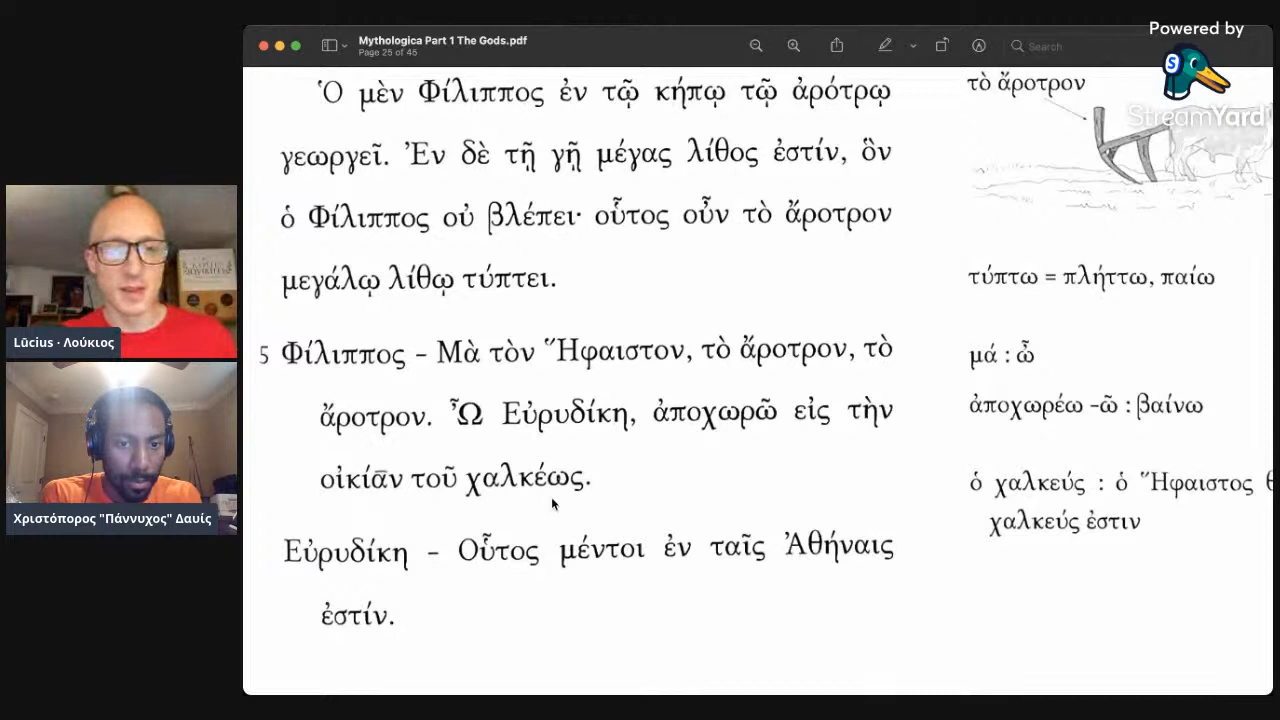 Powered by
StreamYard
Mythologica Part 1 The Gods.pdf
Page 25 of 45
Search
Ὁ μὲν Φίλιππος ἐν τῷ κήπῳ τῷ ἀρότρῳ
γεωργεῖ. Ἐν δὲ τῇ γῇ μέγας λίθος ἐστίν, ὃν
ὁ Φίλιππος οὐ βλέπει· οὗτος οὖν τὸ ἄροτρον
μεγάλῳ λίθῳ τύπτει.
5 Φίλιππος – Μὰ τὸν Ἥφαιστον, τὸ ἄροτρον, τὸ
ἄροτρον. Ὦ Εὐρυδίκη, ἀποχωρῶ εἰς τὴν
οἰκίᾱν τοῦ χαλκέως.
Εὐρυδίκη – Οὗτος μέντοι ἐν ταῖς Ἀθήναις
ἐστίν.
τὸ ἄροτρον
τύπτω = πλήττω, παίω
μά : ὦ
ἀποχωρέω -ῶ : βαίνω
ὁ χαλκεύς : ὁ Ἥφαιστος
χαλκεύς ἐστιν
Lūcius · Λούκιος
Χριστόπορος "Πάννυχος" Δαυίς